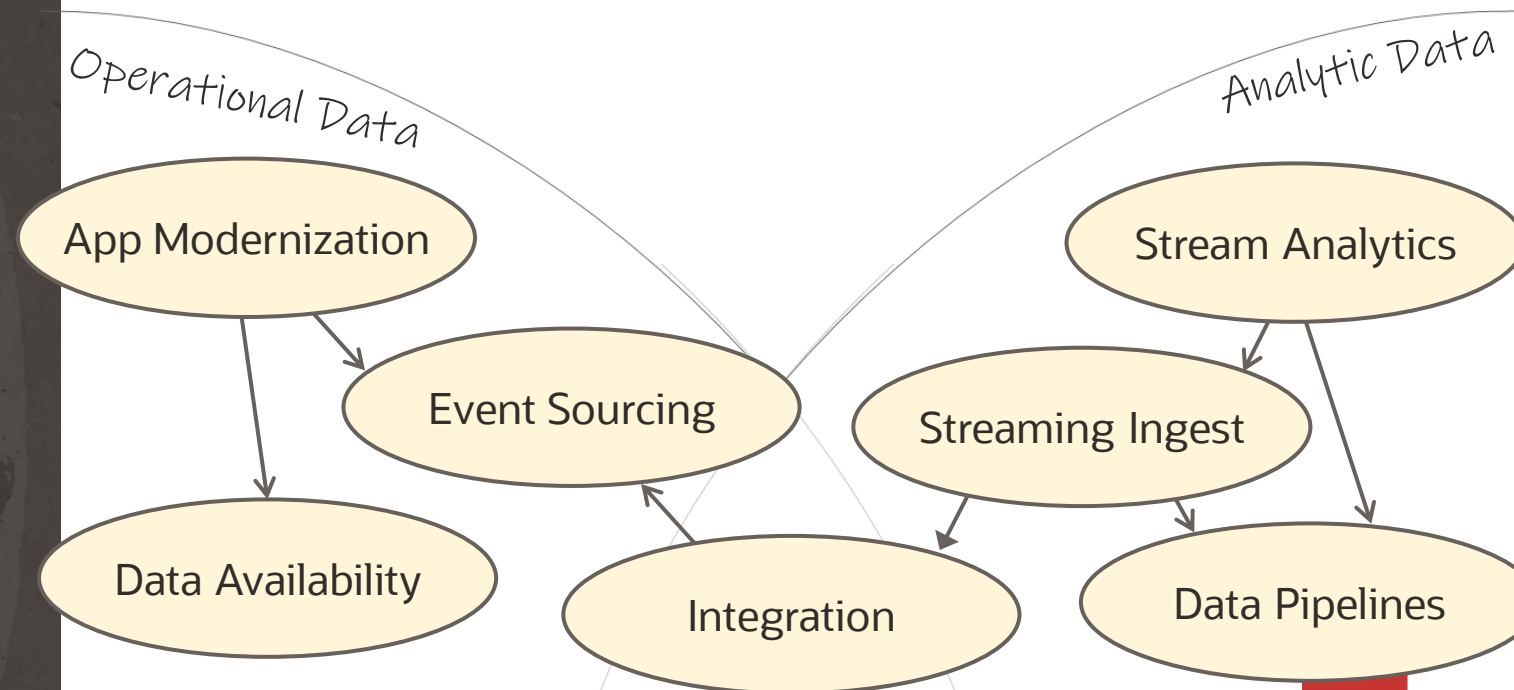 Operational Data
Analytic Data
App Modernization
Stream Analytics
Event Sourcing
Streaming Ingest
Data Availability
Integration
Data Pipelines